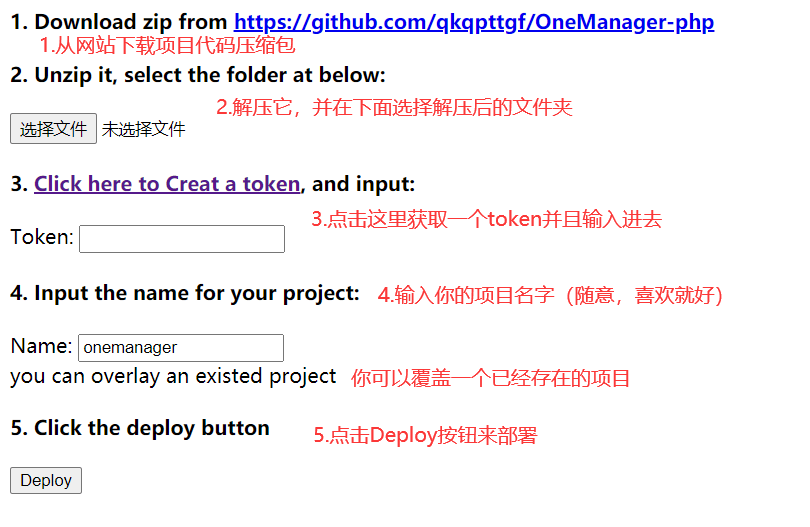 1. Download zip from https://github.com/qkqpttgf/OneManager-php
1.从网站下载项目代码压缩包
2. Unzip it, select the folder at below:
2.解压它，并在下面选择解压后的文件夹
选择文件 未选择文件
3. Click here to Creat a token, and input:
3.点击这里获取一个token并且输入进去
Token:
4. Input the name for your project:
4.输入你的项目名字（随意，喜欢就好）
Name: onemanager
you can overlay an existed project
你可以覆盖一个已经存在的项目
5. Click the deploy button
5.点击Deploy按钮来部署
Deploy